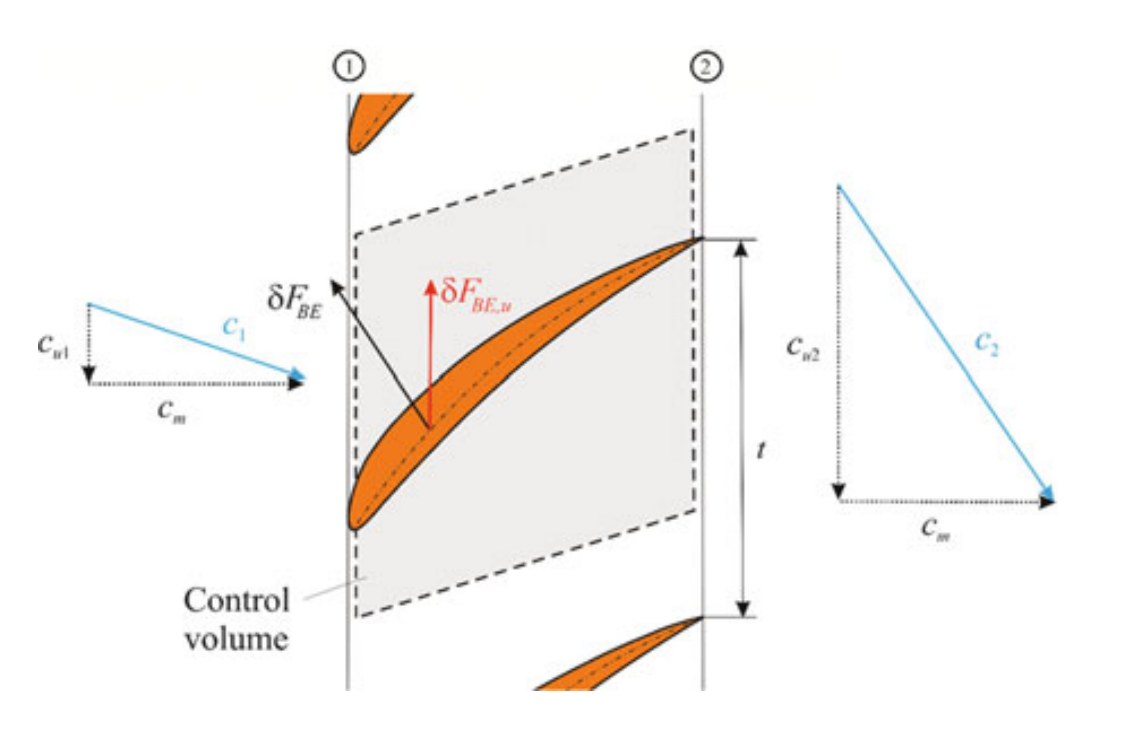 ① ②
δF_BE δF_BE,u
c_u1 c_1
c_m
c_u2 c_2
t
c_m
Control
volume